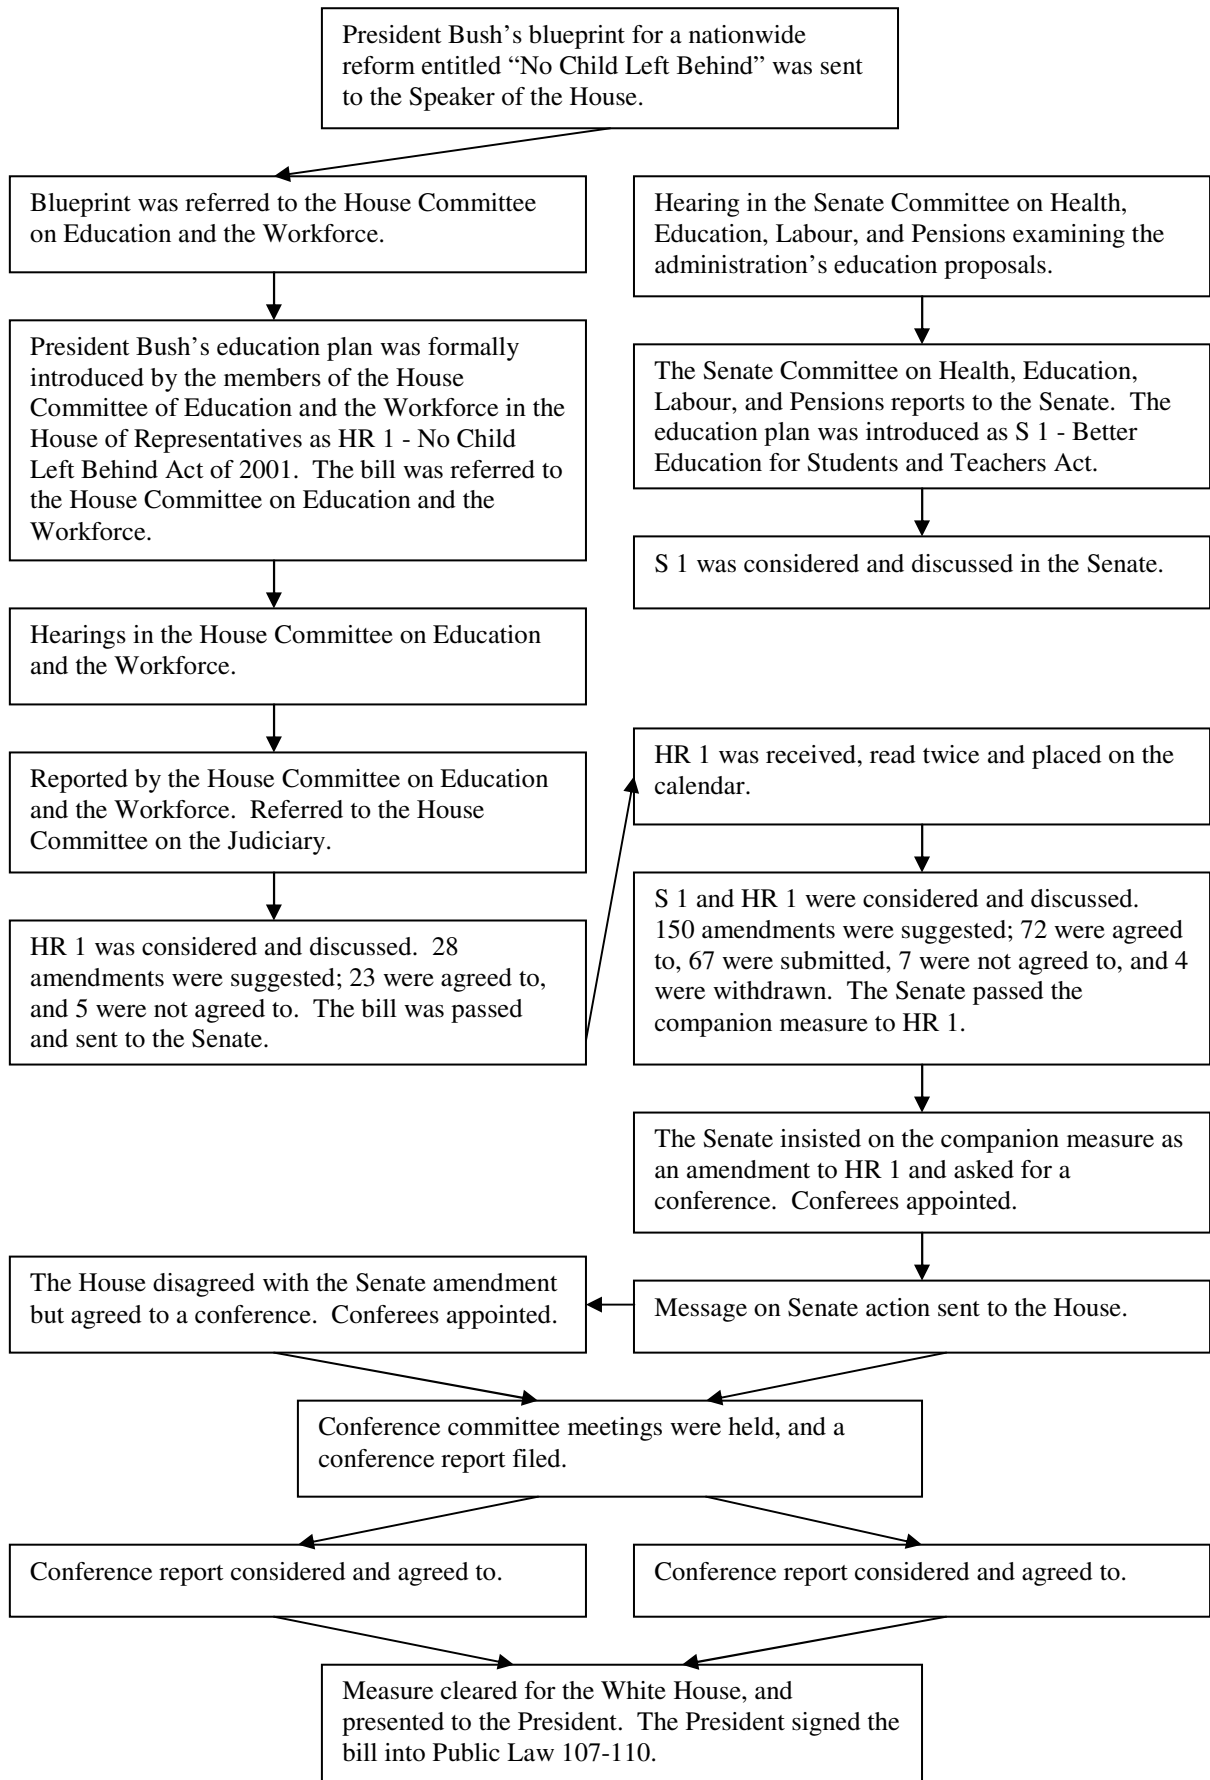 President Bush’s blueprint for a nationwide
reform entitled “No Child Left Behind” was sent
to the Speaker of the House.
Blueprint was referred to the House Committee
on Education and the Workforce.
Hearing in the Senate Committee on Health,
Education, Labour, and Pensions examining the
administration’s education proposals.
President Bush’s education plan was formally
introduced by the members of the House
Committee of Education and the Workforce in the
House of Representatives as HR 1 - No Child
Left Behind Act of 2001.  The bill was referred to
the House Committee on Education and the
Workforce.
The Senate Committee on Health, Education,
Labour, and Pensions reports to the Senate.  The
education plan was introduced as S 1 - Better
Education for Students and Teachers Act.
S 1 was considered and discussed in the Senate.
Hearings in the House Committee on Education
and the Workforce.
Reported by the House Committee on Education
and the Workforce.  Referred to the House
Committee on the Judiciary.
HR 1 was received, read twice and placed on the
calendar.
HR 1 was considered and discussed.  28
amendments were suggested; 23 were agreed to,
and 5 were not agreed to.  The bill was passed
and sent to the Senate.
S 1 and HR 1 were considered and discussed.
150 amendments were suggested; 72 were agreed
to, 67 were submitted, 7 were not agreed to, and 4
were withdrawn.  The Senate passed the
companion measure to HR 1.
The Senate insisted on the companion measure as
an amendment to HR 1 and asked for a
conference.  Conferees appointed.
The House disagreed with the Senate amendment
but agreed to a conference.  Conferees appointed.
Message on Senate action sent to the House.
Conference committee meetings were held, and a
conference report filed.
Conference report considered and agreed to.
Conference report considered and agreed to.
Measure cleared for the White House, and
presented to the President.  The President signed the
bill into Public Law 107-110.